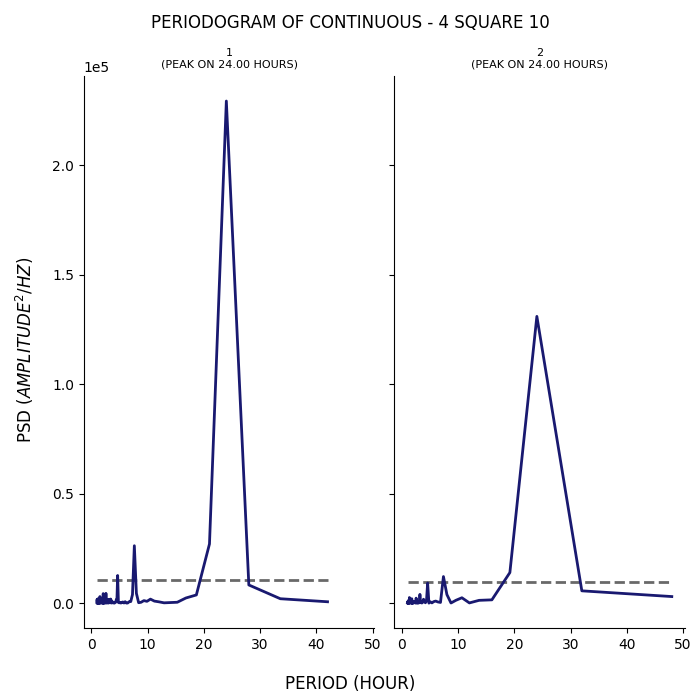 PERIODOGRAM OF CONTINUOUS - 4 SQUARE 10
1
(PEAK ON 24.00 HOURS)
2
(PEAK ON 24.00 HOURS)
1e5
2.0
1.5
1.0
0.5
0.0
PSD (AMPLITUDE²/HZ)
0 10 20 30 40 50
0 10 20 30 40 50
PERIOD (HOUR)